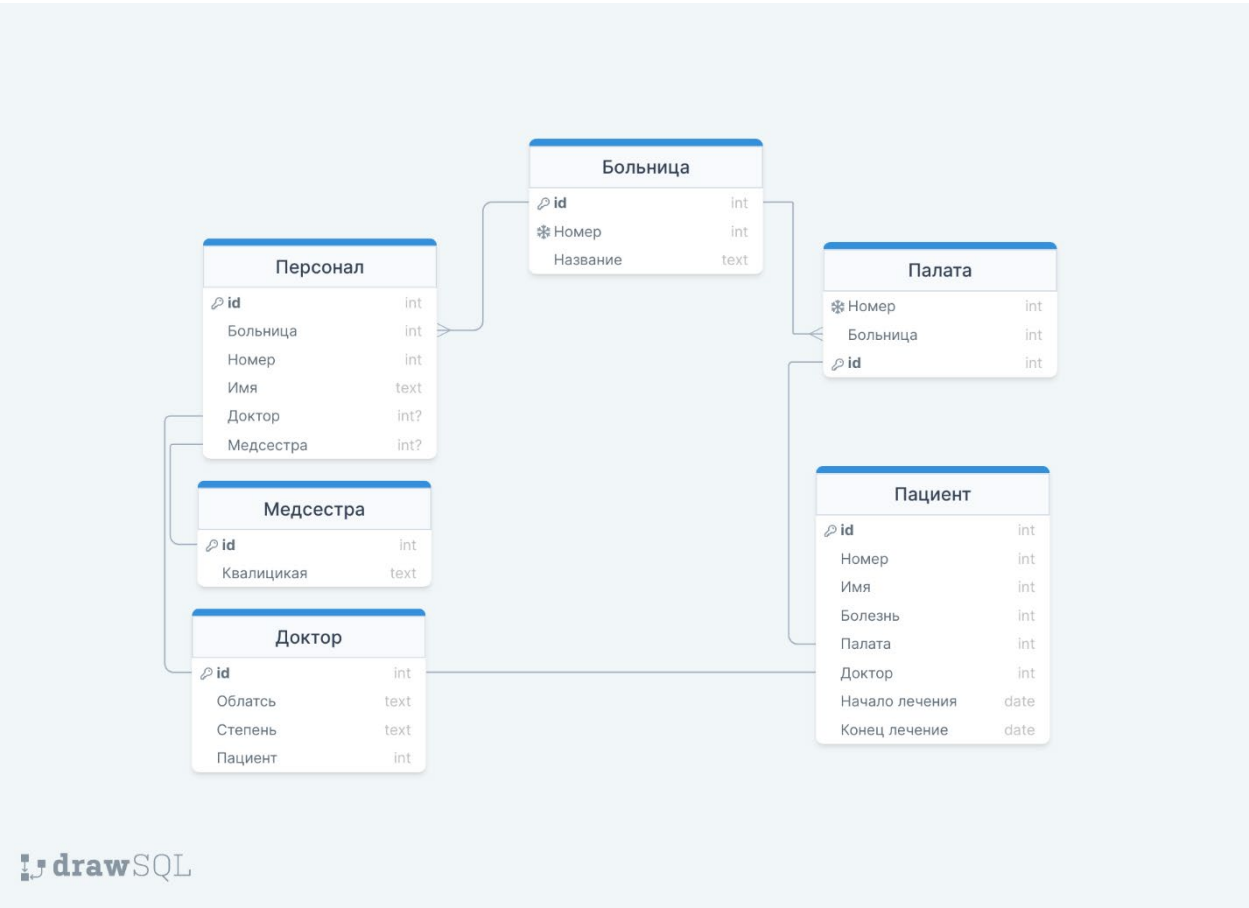 Больница
id int
Номер int
Название text
Персонал
id int
Больница int
Номер int
Имя text
Доктор int?
Медсестра int?
Палата
Номер int
Больница int
id int
Медсестра
id int
Квалицикая text
Пациент
id int
Номер int
Имя int
Болезнь int
Палата int
Доктор int
Начало лечения date
Конец лечение date
Доктор
id int
Облатсь text
Степень text
Пациент int
drawSQL